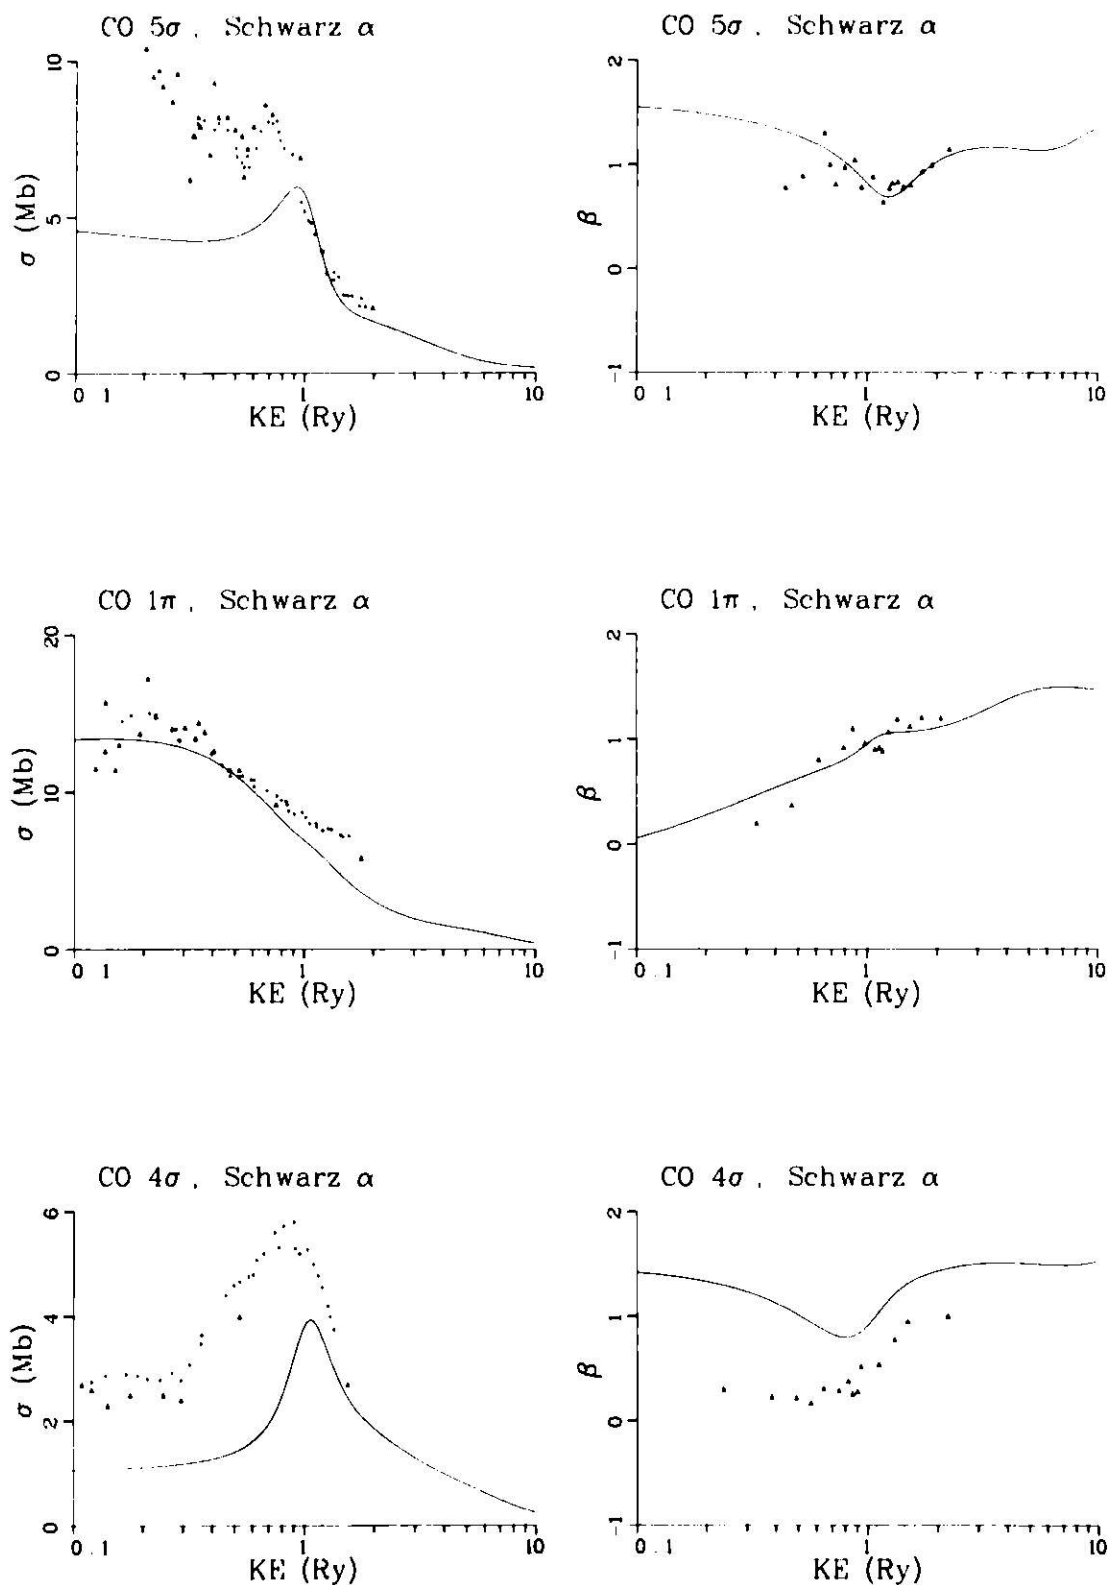 CO 5σ, Schwarz α
10
5
0
σ (Mb)
0 1
1
10
KE (Ry)
CO 5σ, Schwarz α
2
1
0
-1
β
0 1
1
10
KE (Ry)
CO 1π, Schwarz α
20
10
0
σ (Mb)
0 1
1
10
KE (Ry)
CO 1π, Schwarz α
2
1
0
-1
β
0.1
1
10
KE (Ry)
CO 4σ, Schwarz α
6
4
2
0
σ (Mb)
0.1
1
10
KE (Ry)
CO 4σ, Schwarz α
2
1
0
-1
β
0 1
1
10
KE (Ry)